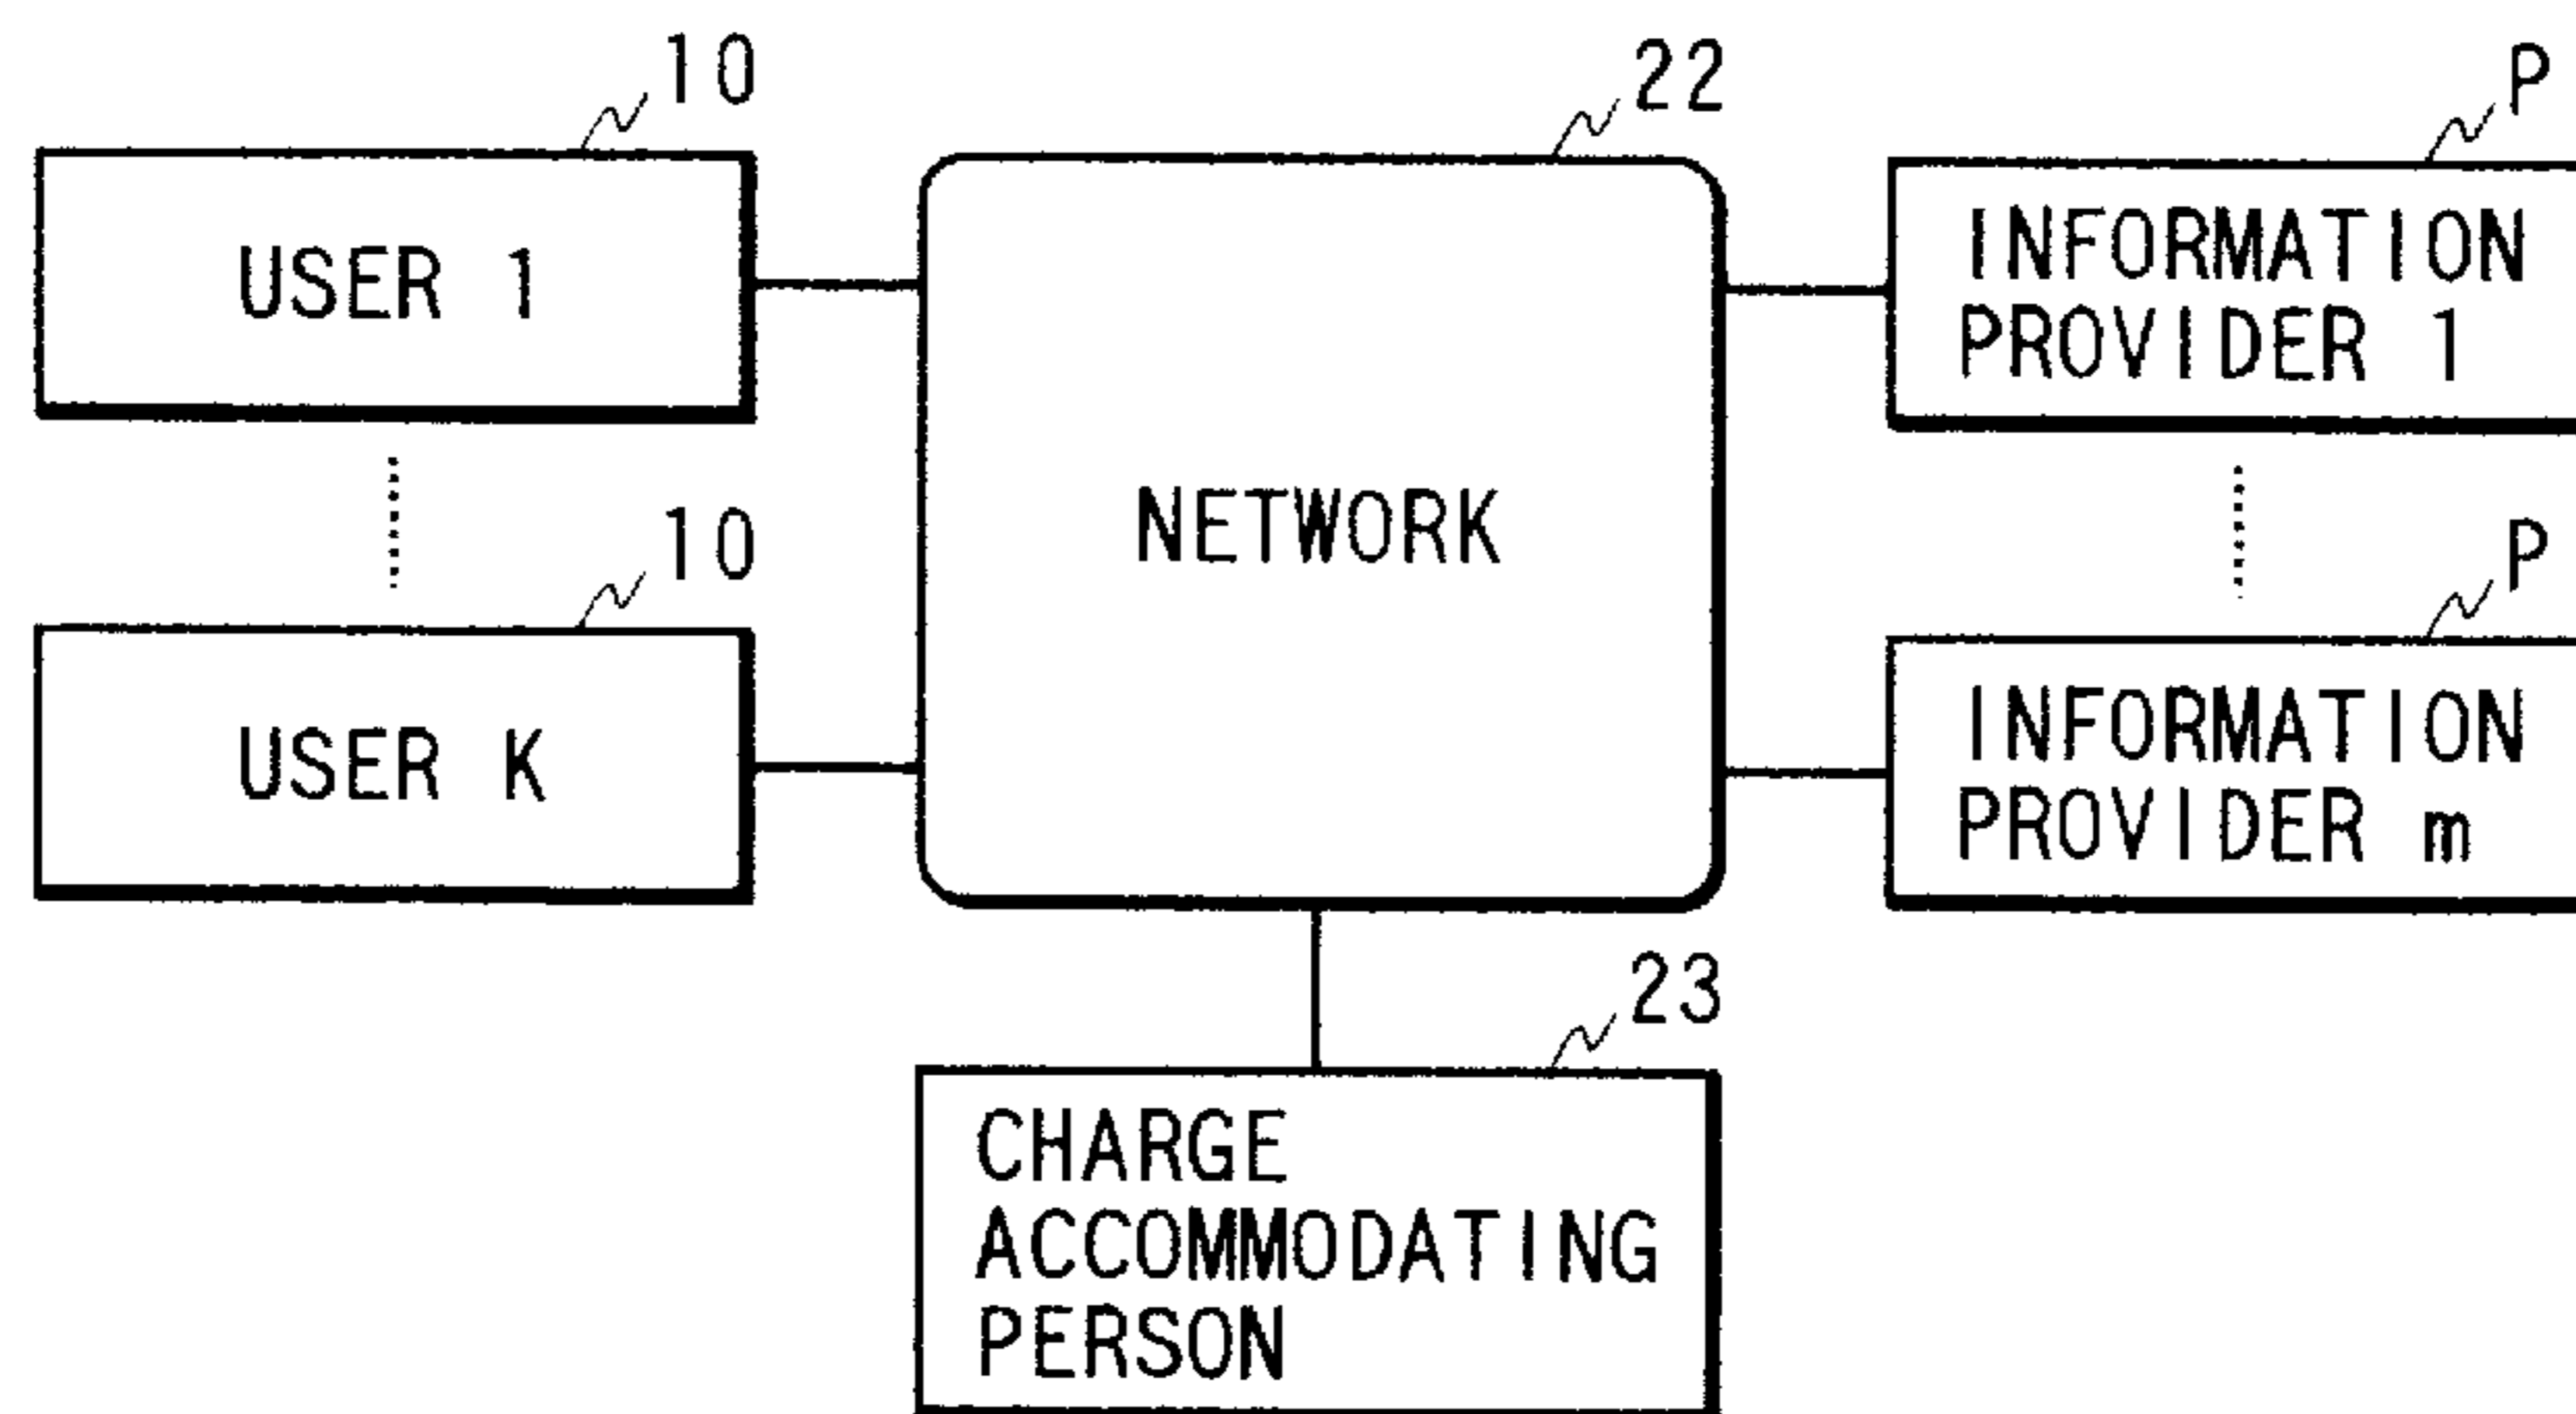 10
22
P
USER 1
NETWORK
INFORMATION
PROVIDER 1
10
P
USER K
INFORMATION
PROVIDER m
23
CHARGE
ACCOMMODATING
PERSON